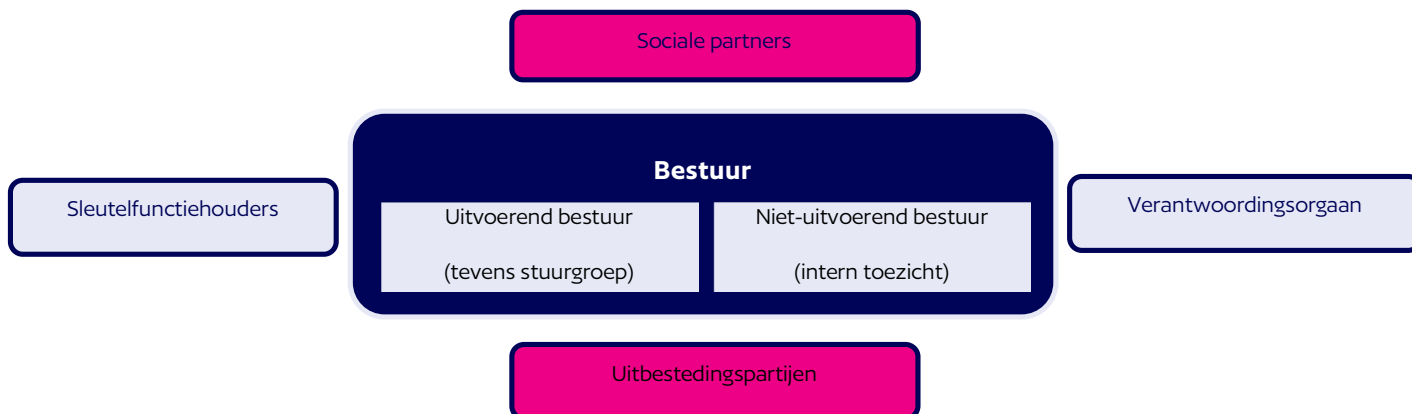 Sociale partners
Bestuur
Sleutelfunctiehouders
Uitvoerend bestuur
(tevens stuurgroep)
Niet-uitvoerend bestuur
(intern toezicht)
Verantwoordingsorgaan
Uitbestedingspartijen